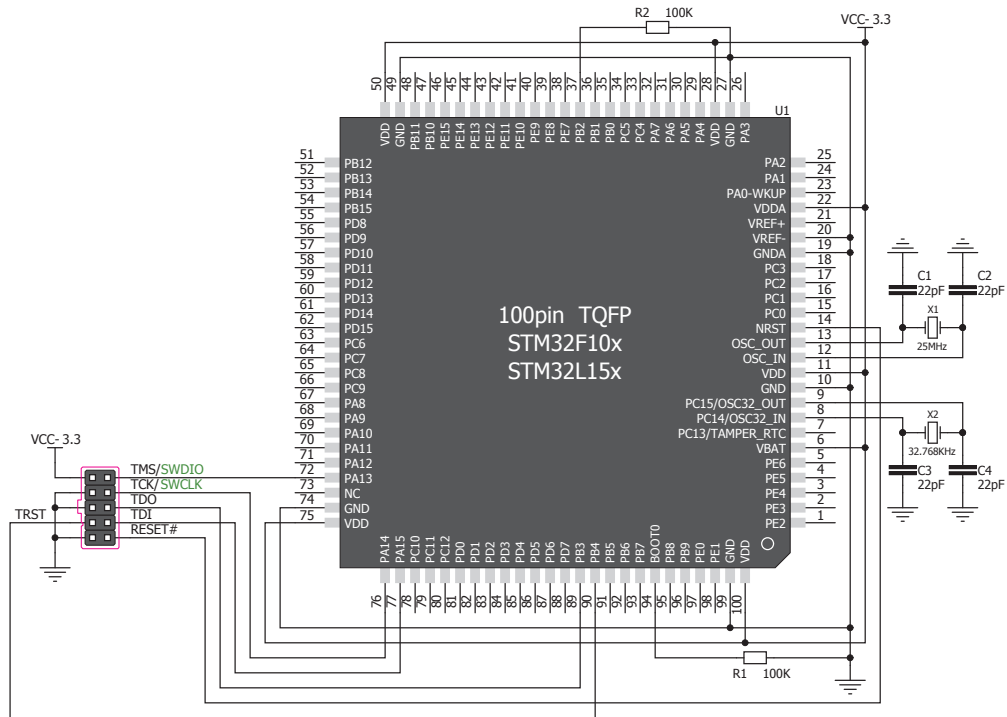 R2 100K
VCC-3.3
50 49 48 47 46 45 44 43 42 41 40 39 38 37 36 35 34 33 32 31 30 29 28 27 26
U1
VDD GND PB11 PB10 PE15 PE14 PE13 PE12 PE11 PE10 PE9 PE8 PE7 PB2 PB1 PB0 PC5 PC4 PA7 PA6 PA5 PA4 VDD GND PA3
51 PB12
52 PB13
53 PB14
54 PB15
55 PD8
56 PD9
57 PD10
58 PD11
59 PD12
60 PD13
61 PD14
62 PD15
63 PC6
64 PC7
65 PC8
66 PC9
67 PA8
68 PA9
69 PA10
70 PA11
71 PA12
72 PA13
73 NC
74 GND
75 VDD
100pin TQFP
STM32F10x
STM32L15x
PA2 25
PA1 24
PA0-WKUP 23
VDDA 22
VREF+ 21
VREF- 20
GNDA 19
PC3 18
PC2 17
PC1 16
PC0 15
NRST 14
OSC_OUT 13
OSC_IN 12
VDD 11
GND 10
PC15/OSC32_OUT 9
PC14/OSC32_IN 8
PC13/TAMPER_RTC 7
VBAT 6
PE6 5
PE5 4
PE4 3
PE3 2
PE2 1
C1
22pF
C2
22pF
X1
25MHz
X2
32.768KHz
C3
22pF
C4
22pF
VCC-3.3
TMS/SWDIO
TCK/SWCLK
TDO
TDI
RESET#
TRST
PA14 PA15 PC10 PC11 PC12 PD0 PD1 PD2 PD3 PD4 PD5 PD6 PD7 PB3 PB4 PB5 PB6 PB7 BOOT0 PB8 PB9 PE0 PE1 GND VDD
76 77 78 79 80 81 82 83 84 85 86 87 88 89 90 91 92 93 94 95 96 97 98 99 100
R1 100K